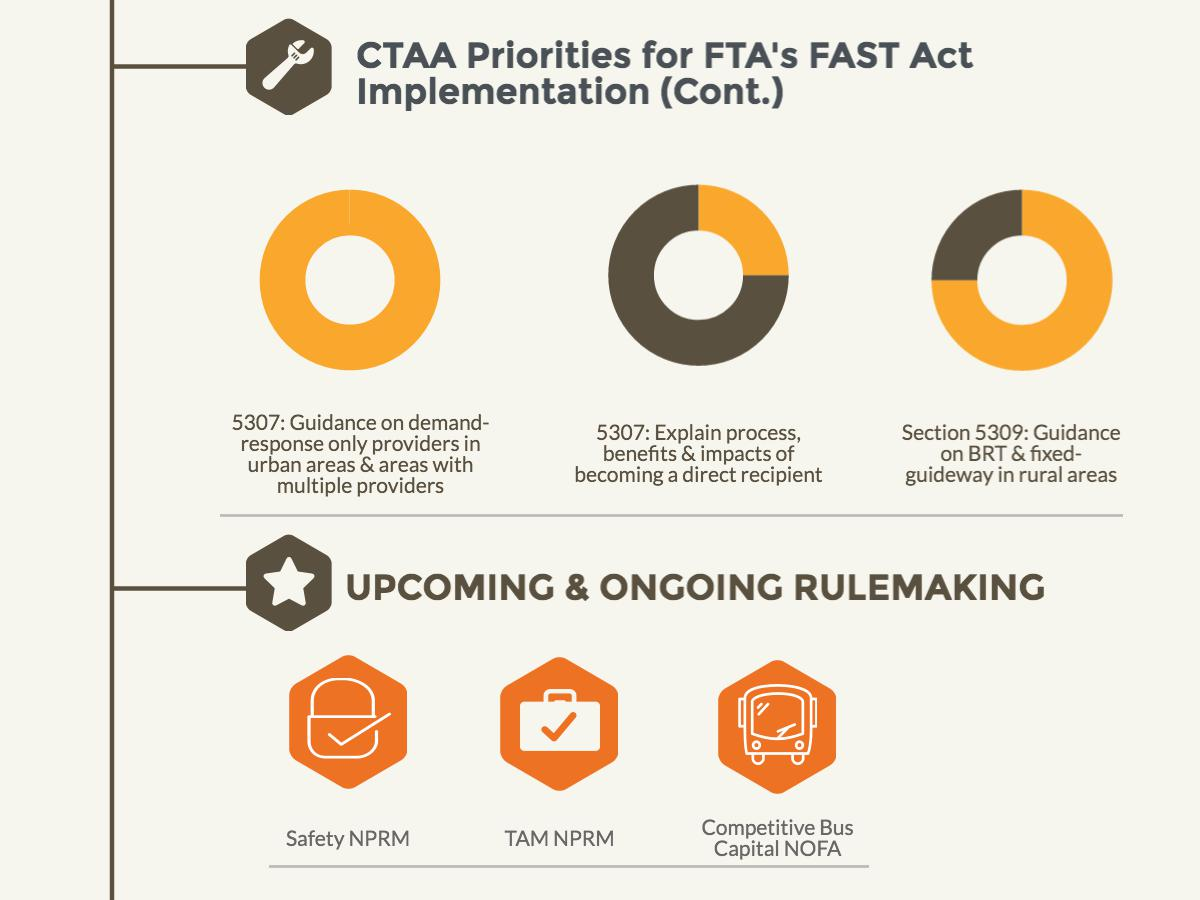 CTAA Priorities for FTA's FAST Act
Implementation (Cont.)
5307: Guidance on demand-
response only providers in
urban areas & areas with
multiple providers
5307: Explain process,
benefits & impacts of
becoming a direct recipient
Section 5309: Guidance
on BRT & fixed-
guideway in rural areas
UPCOMING & ONGOING RULEMAKING
Safety NPRM
TAM NPRM
Competitive Bus
Capital NOFA